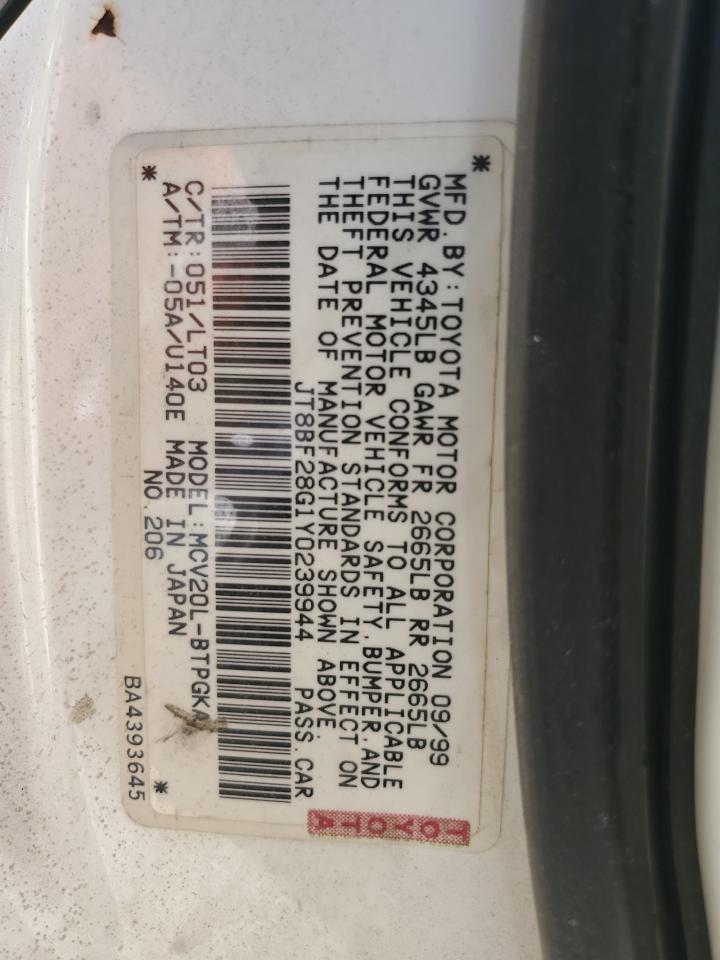 MFD.BY:TOYOTA MOTOR CORPORATION 09/99
GVWR 4345LB GAWR FR 2665LB RR 2665LB
THIS VEHICLE CONFORMS TO ALL APPLICABLE
FEDERAL MOTOR VEHICLE SAFETY,BUMPER,AND
THEFT PREVENTION STANDARDS IN EFFECT ON
THE DATE OF MANUFACTURE SHOWN ABOVE.
JT8BF28G1Y0239944 PASS.CAR
TOYOTA
C/TR:051/LT03 MODEL:MCV20L-BTPGKA
A/TM:-05A/U140E MADE IN JAPAN
NO.206
BA4393645